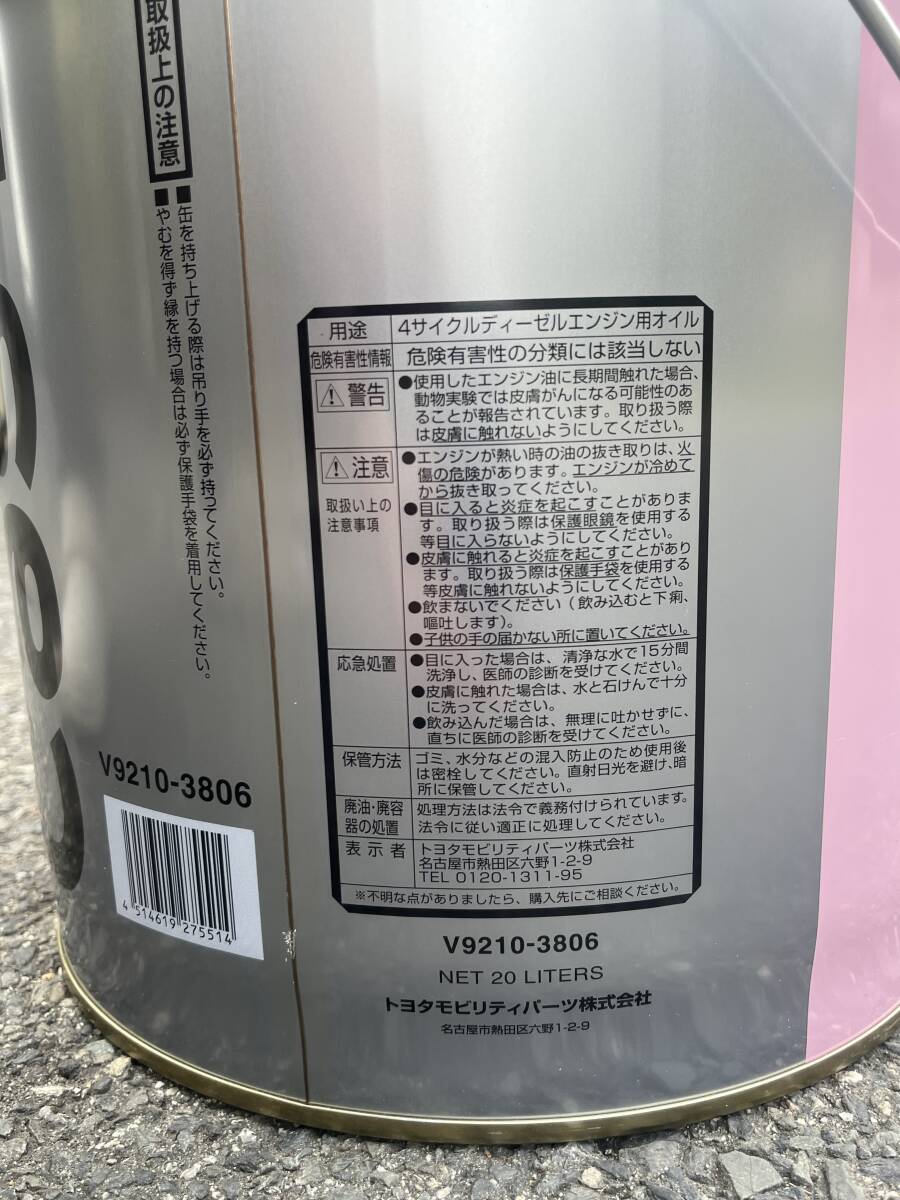 取扱上の注意
■缶を持ち上げる際は吊り手を必ず持ってください。
■やむを得ず縁を持つ場合は必ず保護手袋を着用してください。
V9210-3806
4 514619 275514
用途 4サイクルディーゼルエンジン用オイル
危険有害性情報 危険有害性の分類には該当しない
⚠警告 ●使用したエンジン油に長期間触れた場合、
動物実験では皮膚がんになる可能性のあ
ることが報告されています。取り扱う際
は皮膚に触れないようにしてください。
⚠注意
取扱い上の
注意事項
●エンジンが熱い時の油の抜き取りは、火
傷の危険があります。エンジンが冷めて
から抜き取ってください。
●目に入ると炎症を起こすことがありま
す。取り扱う際は保護眼鏡を使用する
等目に入らないようにしてください。
●皮膚に触れると炎症を起こすことがあり
ます。取り扱う際は保護手袋を使用する
等皮膚に触れないようにしてください。
●飲まないでください（飲み込むと下痢、
嘔吐します）。
●子供の手の届かない所に置いてください。
応急処置 ●目に入った場合は、清浄な水で15分間
洗浄し、医師の診断を受けてください。
●皮膚に触れた場合は、水と石けんで十分
に洗ってください。
●飲み込んだ場合は、無理に吐かせずに、
直ちに医師の診断を受けてください。
保管方法 ゴミ、水分などの混入防止のため使用後
は密栓してください。直射日光を避け、暗
所に保管してください。
廃油・廃容
器の処置
処理方法は法令で義務付けられています。
法令に従い適正に処理してください。
表示者 トヨタモビリティパーツ株式会社
名古屋市熱田区六野1-2-9
TEL 0120-1311-95
※不明な点がありましたら、購入先にご相談ください。
V9210-3806
NET 20 LITERS
トヨタモビリティパーツ株式会社
名古屋市熱田区六野1-2-9